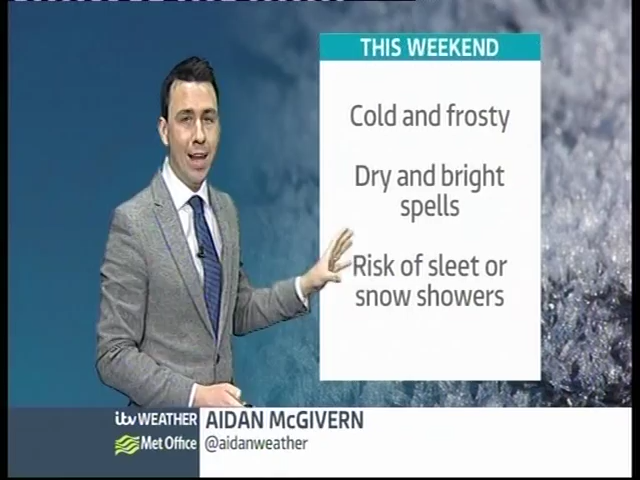 THIS WEEKEND
Cold and frosty
Dry and bright
spells
Risk of sleet or
snow showers
itv WEATHER
Met Office
AIDAN McGIVERN
@aidanweather